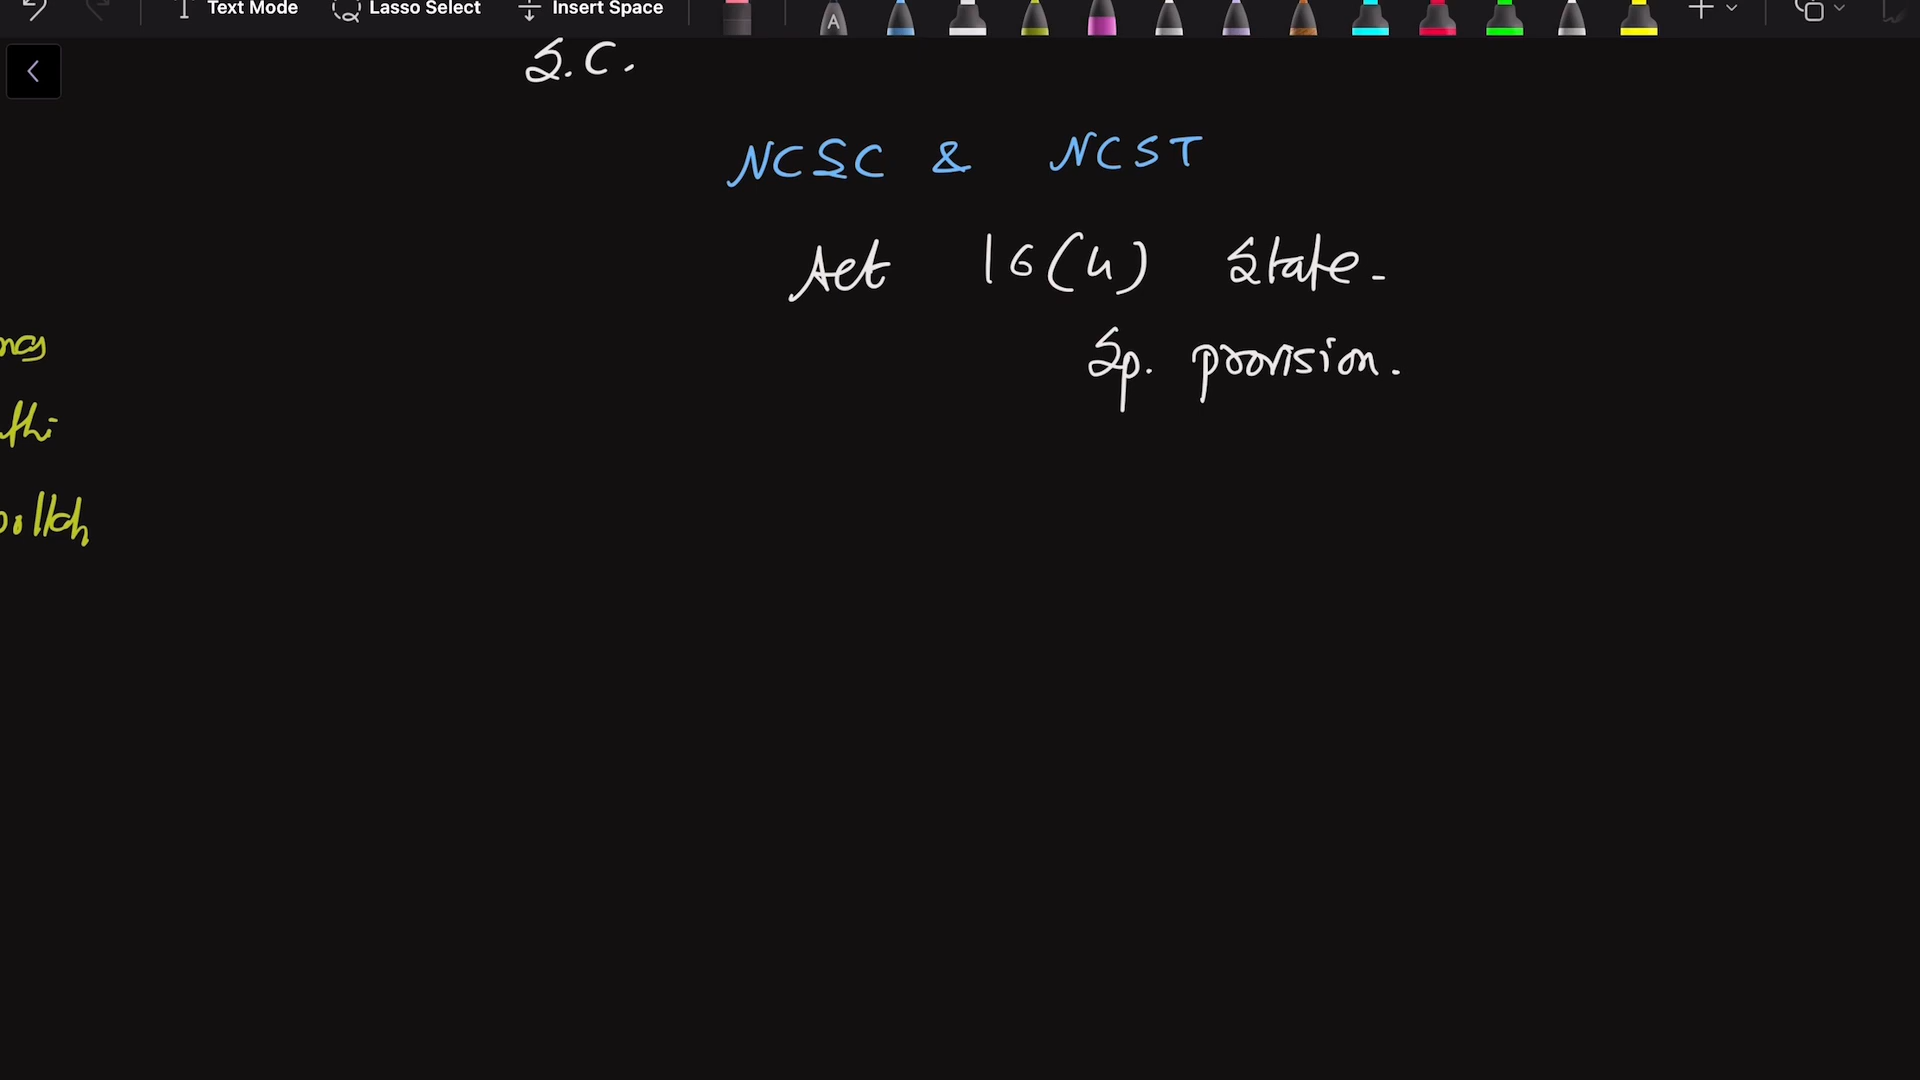 Text Mode Lasso Select Insert Space
A
S.C.
NCSC & NCST
Act 16(4) State-
Sp. provision.